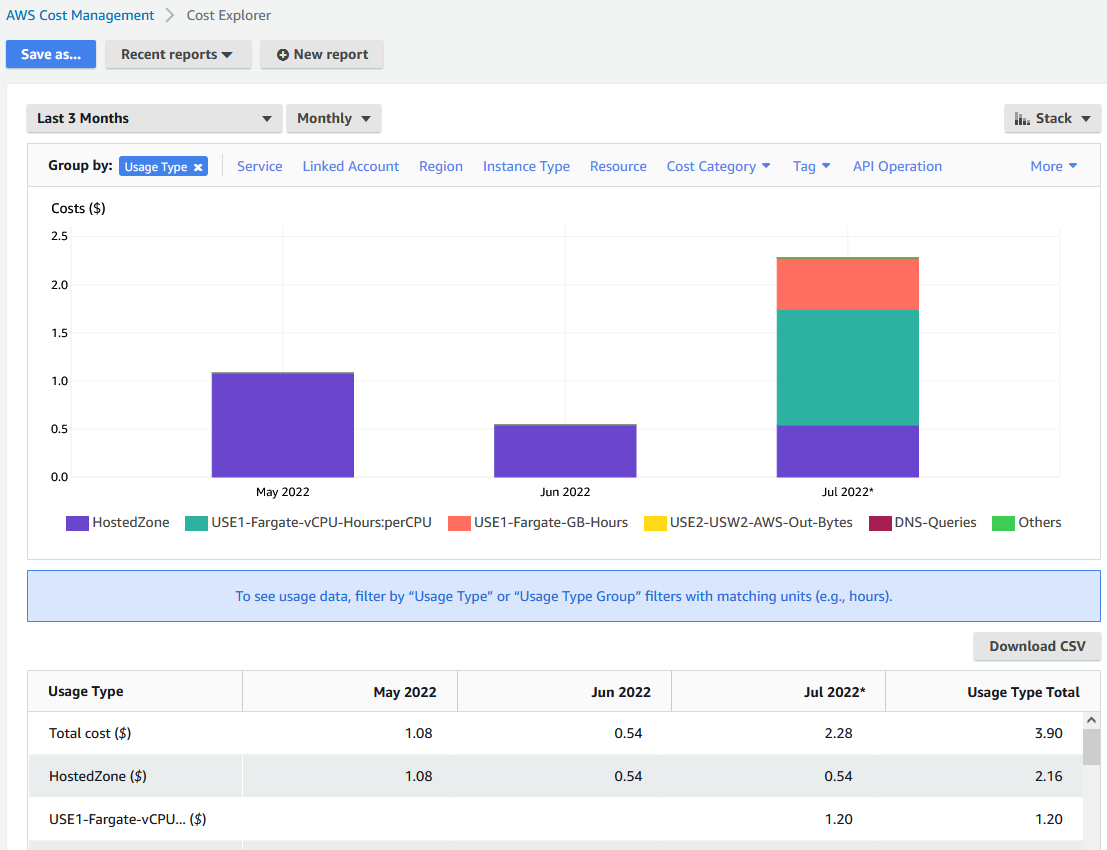 AWS Cost Management > Cost Explorer
Save as... Recent reports New report
Last 3 Months Monthly Stack
Group by: Usage Type × Service Linked Account Region Instance Type Resource Cost Category Tag API Operation More
Costs ($)
2.5
2.0
1.5
1.0
0.5
0.0
May 2022 Jun 2022 Jul 2022*
HostedZone USE1-Fargate-vCPU-Hours:perCPU USE1-Fargate-GB-Hours USE2-USW2-AWS-Out-Bytes DNS-Queries Others
To see usage data, filter by “Usage Type” or “Usage Type Group” filters with matching units (e.g., hours).
Download CSV
Usage Type May 2022 Jun 2022 Jul 2022* Usage Type Total
Total cost ($) 1.08 0.54 2.28 3.90
HostedZone ($) 1.08 0.54 0.54 2.16
USE1-Fargate-vCPU... ($) 1.20 1.20